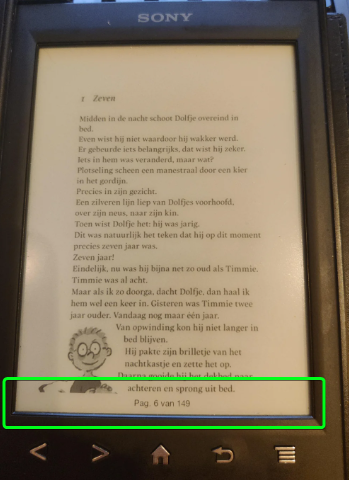 SONY
1 Zeven
Midden in de nacht schoot Dolfje overeind in
bed.
Even wist hij niet waardoor hij wakker werd.
Er gebeurde iets belangrijks, dat wist hij zeker.
Iets in hem was veranderd, maar wat?
Plotseling scheen een manestraal door een kier
in het gordijn.
Precies in zijn gezicht.
Een zilveren lijn liep van Dolfjes voorhoofd,
over zijn neus, naar zijn kin.
Toen wist Dolfje het: hij was jarig.
Dit was natuurlijk het teken dat hij op dit moment
precies zeven jaar was.
Zeven jaar!
Eindelijk, nu was hij bijna net zo oud als Timmie.
Timmie was al acht.
Maar als ik zo doorga, dacht Dolfje. dan haal ik
hem wel een keer in. Gisteren was Timmie twee
jaar ouder. Vandaag nog maar één jaar.
Van opwinding kon hij niet langer in
bed blijven.
Hij pakte zijn brilletje van het
nachtkastje en zette het op.
Daarna gooide hij het dekbed naar
achteren en sprong uit bed.
Pag. 6 van 149